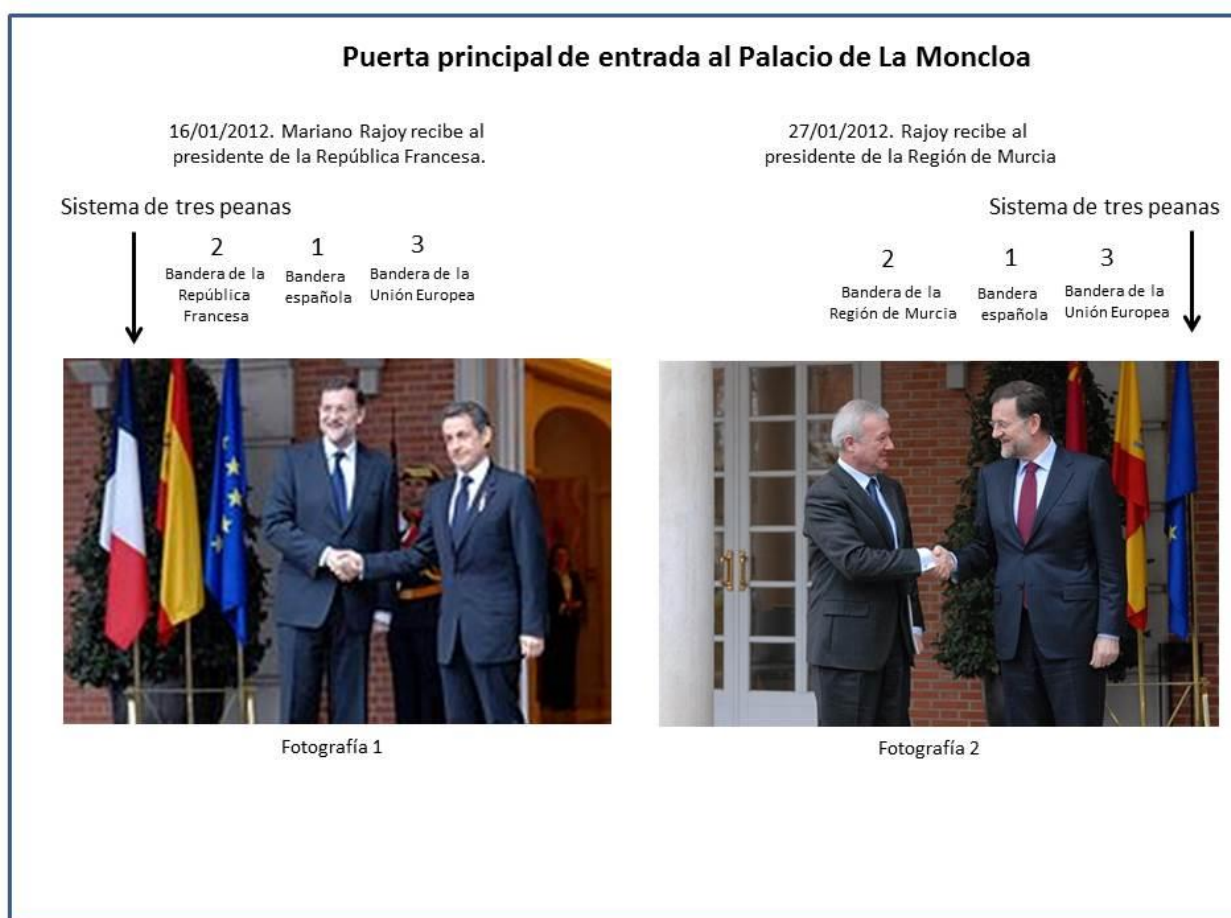 Puerta principal de entrada al Palacio de La Moncloa
16/01/2012. Mariano Rajoy recibe al
presidente de la República Francesa.
Sistema de tres peanas
2
Bandera de la
República
Francesa
1
Bandera
española
3
Bandera de la
Unión Europea
Fotografía 1
27/01/2012. Rajoy recibe al
presidente de la Región de Murcia
Sistema de tres peanas
2
Bandera de la
Región de Murcia
1
Bandera
española
3
Bandera de la
Unión Europea
Fotografía 2